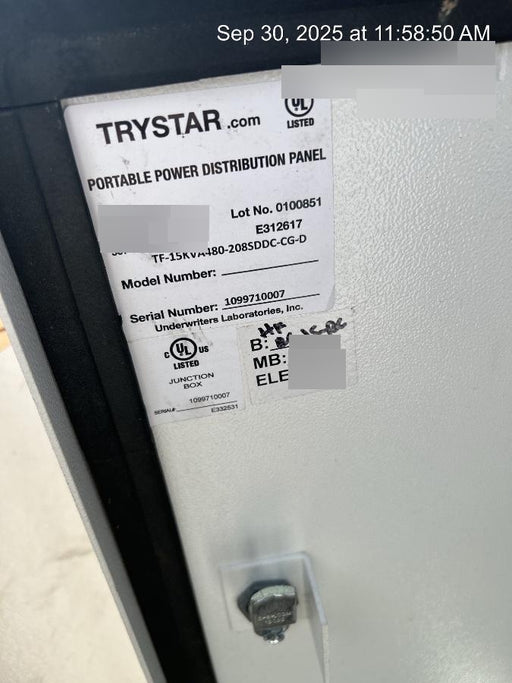 Sep 30, 2025 at 11:58:50 AM
TRYSTAR.com
UL
LISTED
PORTABLE POWER DISTRIBUTION PANEL
Lot No. 0100851
E312617
TF-15KVA480-208SDDC-CG-D
Model Number:
Serial Number: 1099710007
Underwriters Laboratories, Inc.
C UL US
LISTED
JUNCTION
BOX
1099710007
SERIAL#
E332531
B:
MB:
ELE